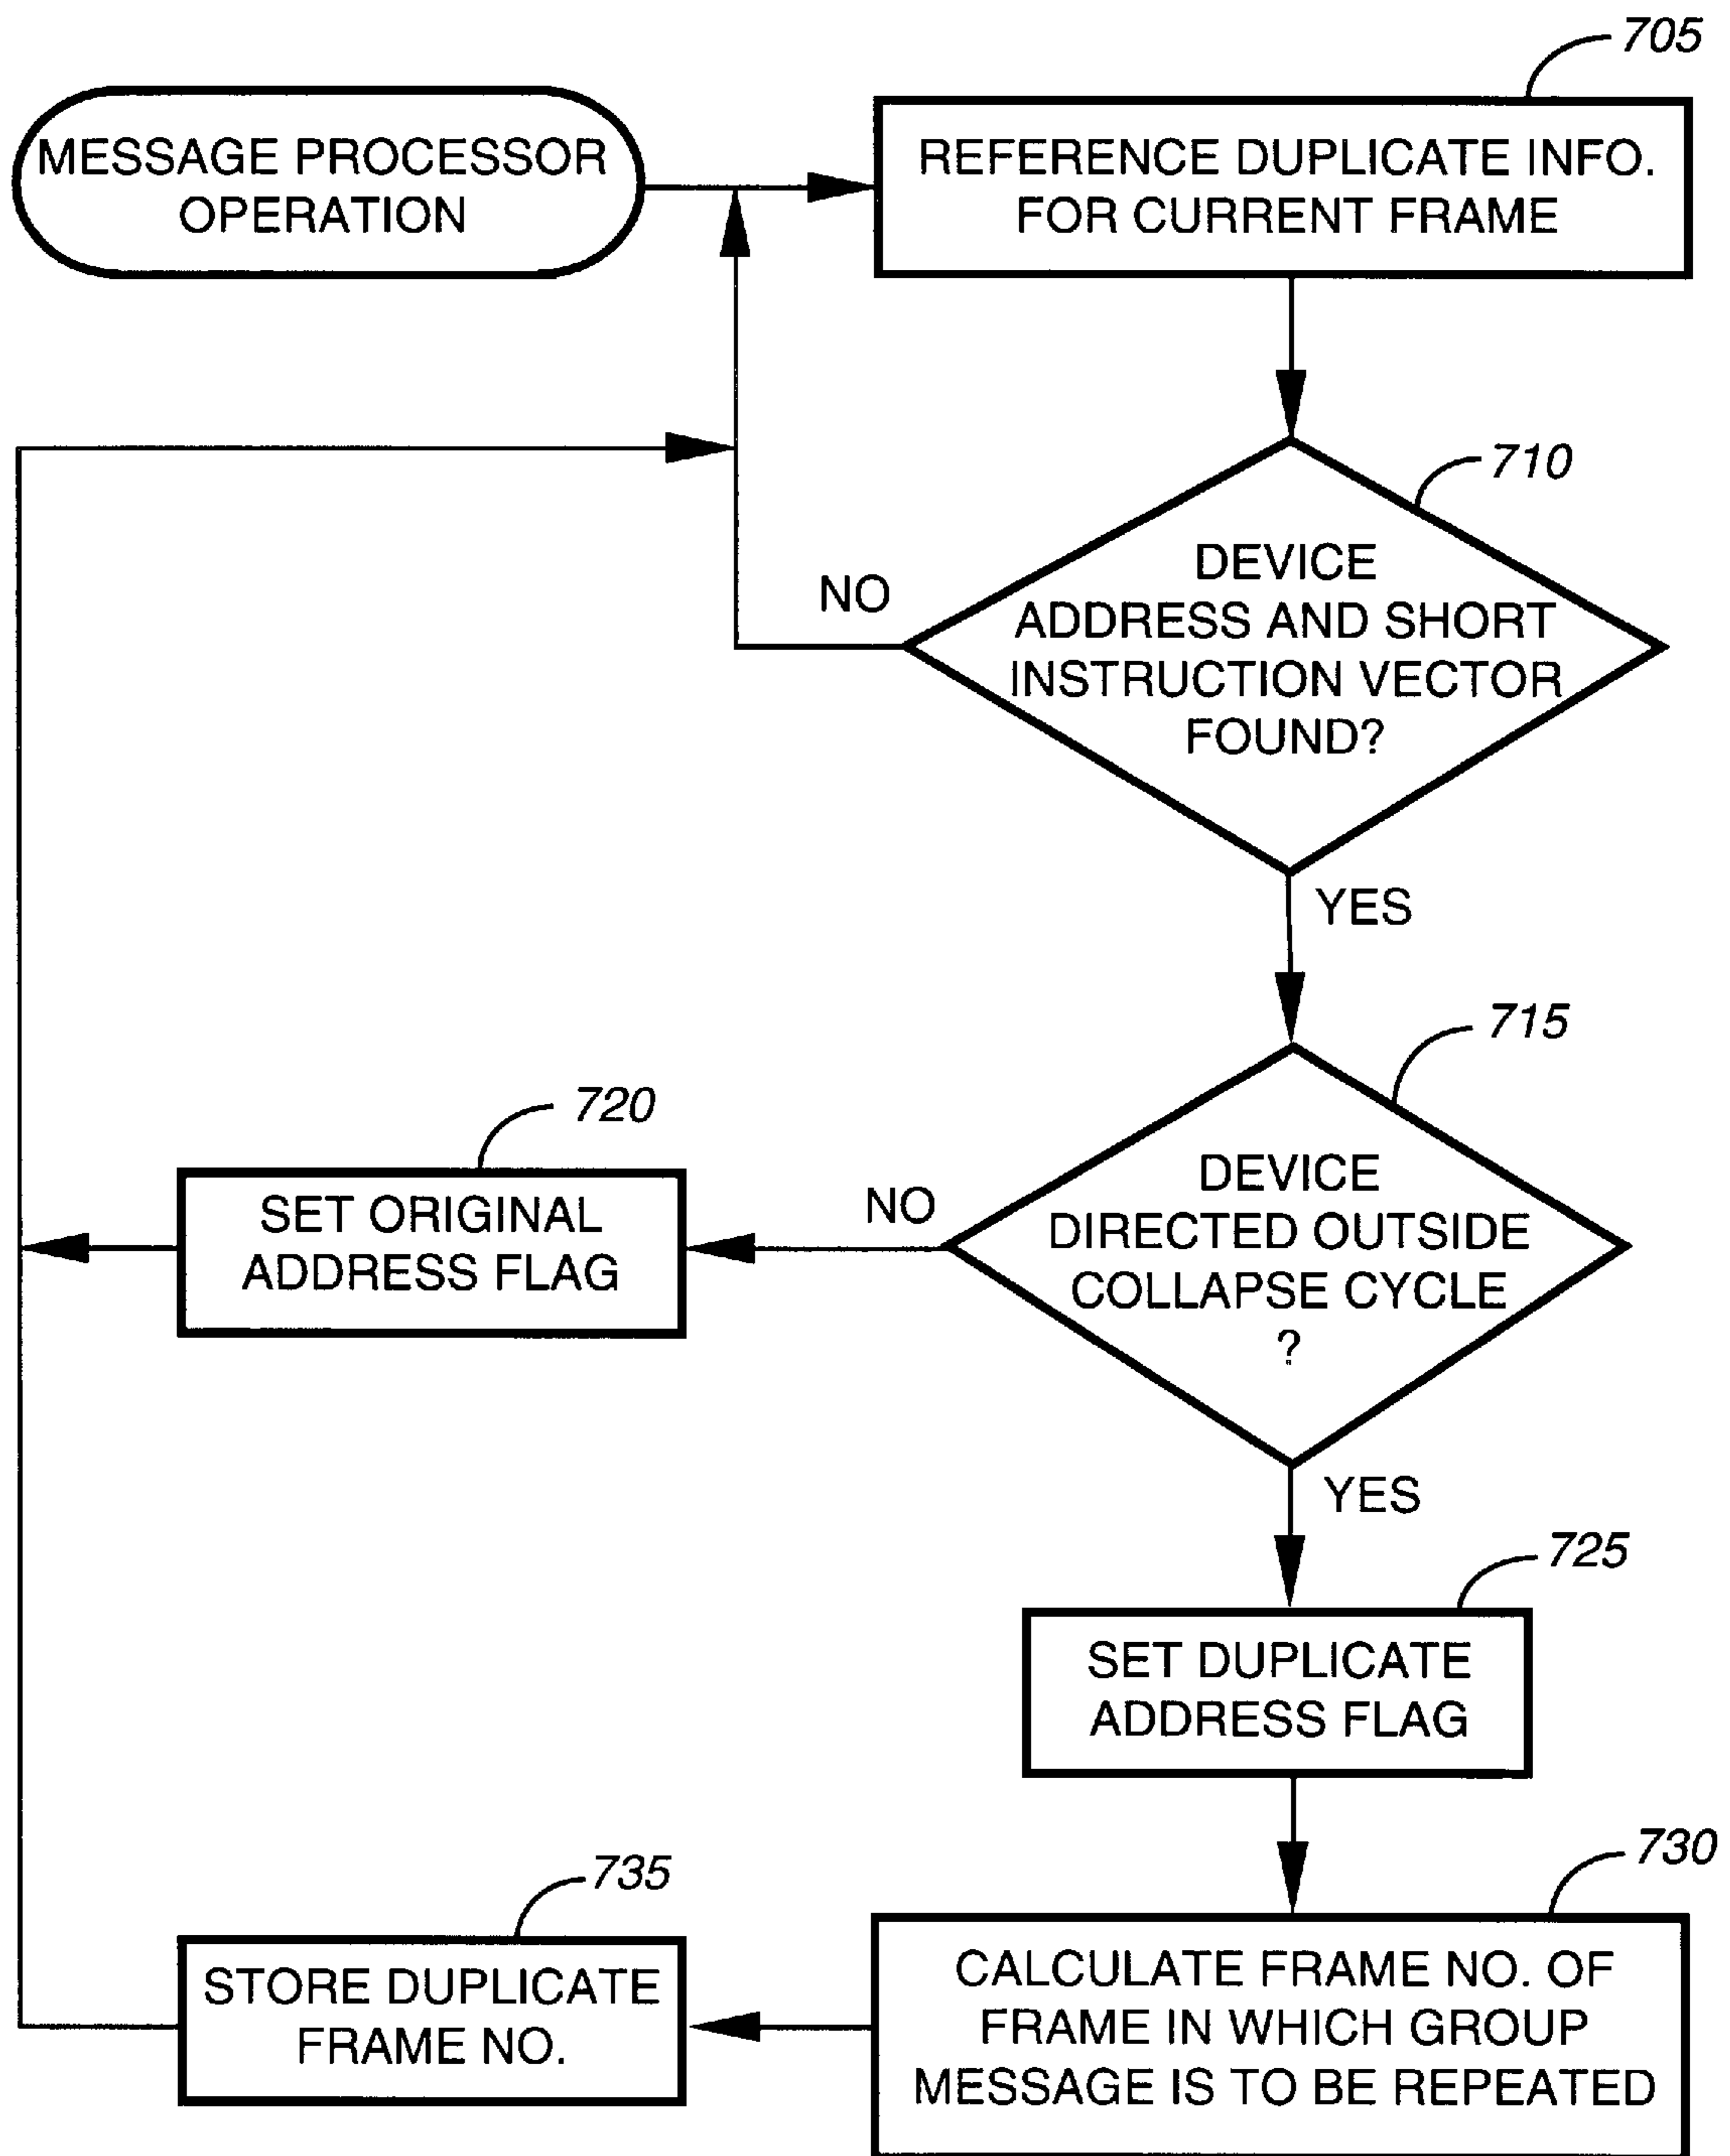 705
MESSAGE PROCESSOR
OPERATION
REFERENCE DUPLICATE INFO.
FOR CURRENT FRAME
710
DEVICE
ADDRESS AND SHORT
INSTRUCTION VECTOR
FOUND?
NO
YES
715
DEVICE
DIRECTED OUTSIDE
COLLAPSE CYCLE
?
NO
720
SET ORIGINAL
ADDRESS FLAG
YES
725
SET DUPLICATE
ADDRESS FLAG
730
CALCULATE FRAME NO. OF
FRAME IN WHICH GROUP
MESSAGE IS TO BE REPEATED
735
STORE DUPLICATE
FRAME NO.